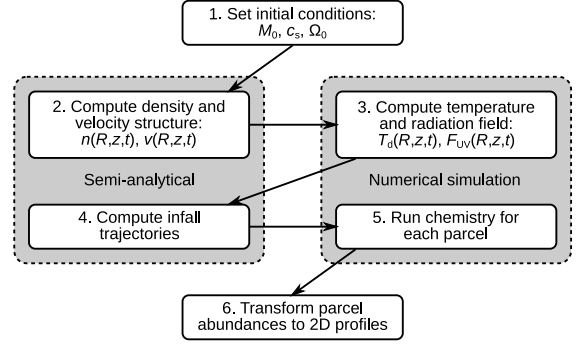 1. Set initial conditions:
M₀, cₛ, Ω₀
2. Compute density and
velocity structure:
n(R,z,t), v(R,z,t)
3. Compute temperature
and radiation field:
T_d(R,z,t), F_UV(R,z,t)
Semi-analytical
Numerical simulation
4. Compute infall
trajectories
5. Run chemistry for
each parcel
6. Transform parcel
abundances to 2D profiles